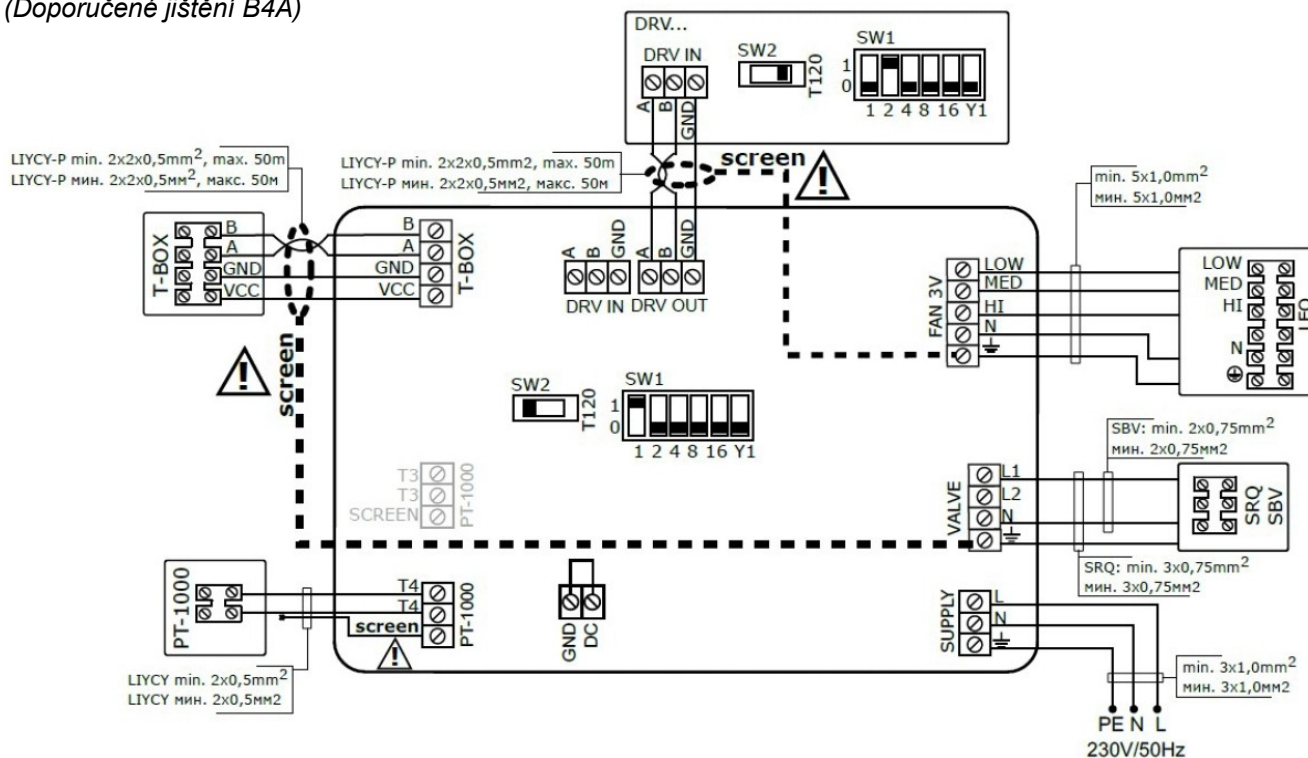 (Doporučené jištění B4A)
DRV...
DRV IN
A
B
GND
SW2
T120
SW1
1
0
1 2 4 8 16 Y1
LIYCY-P min. 2x2x0,5mm², max. 50m
LIYCY-P мин. 2x2x0,5мм², макс. 50м
LIYCY-P min. 2x2x0,5mm2, max. 50m
LIYCY-P мин. 2x2x0,5мм2, макс. 50м
screen
min. 5x1,0mm²
мин. 5x1,0мм2
T-BOX
B
A
GND
VCC
B
A
GND
VCC
T-BOX
A
B
GND
A
B
GND
DRV IN DRV OUT
FAN 3V
LOW
MED
HI
N
LOW
MED
HI
N
LEO
screen
SW2
T120
SW1
1
0
1 2 4 8 16 Y1
SBV: min. 2x0,75mm²
мин. 2x0,75мм2
T3
T3
SCREEN
PT-1000
VALVE
L1
L2
N
SRQ
SBV
SRQ: min. 3x0,75mm²
мин. 3x0,75мм2
PT-1000
T4
T4
screen
PT-1000
GND
DC
SUPPLY
L
N
LIYCY min. 2x0,5mm²
LIYCY мин. 2x0,5мм2
min. 3x1,0mm²
мин. 3x1,0мм2
PE N L
230V/50Hz